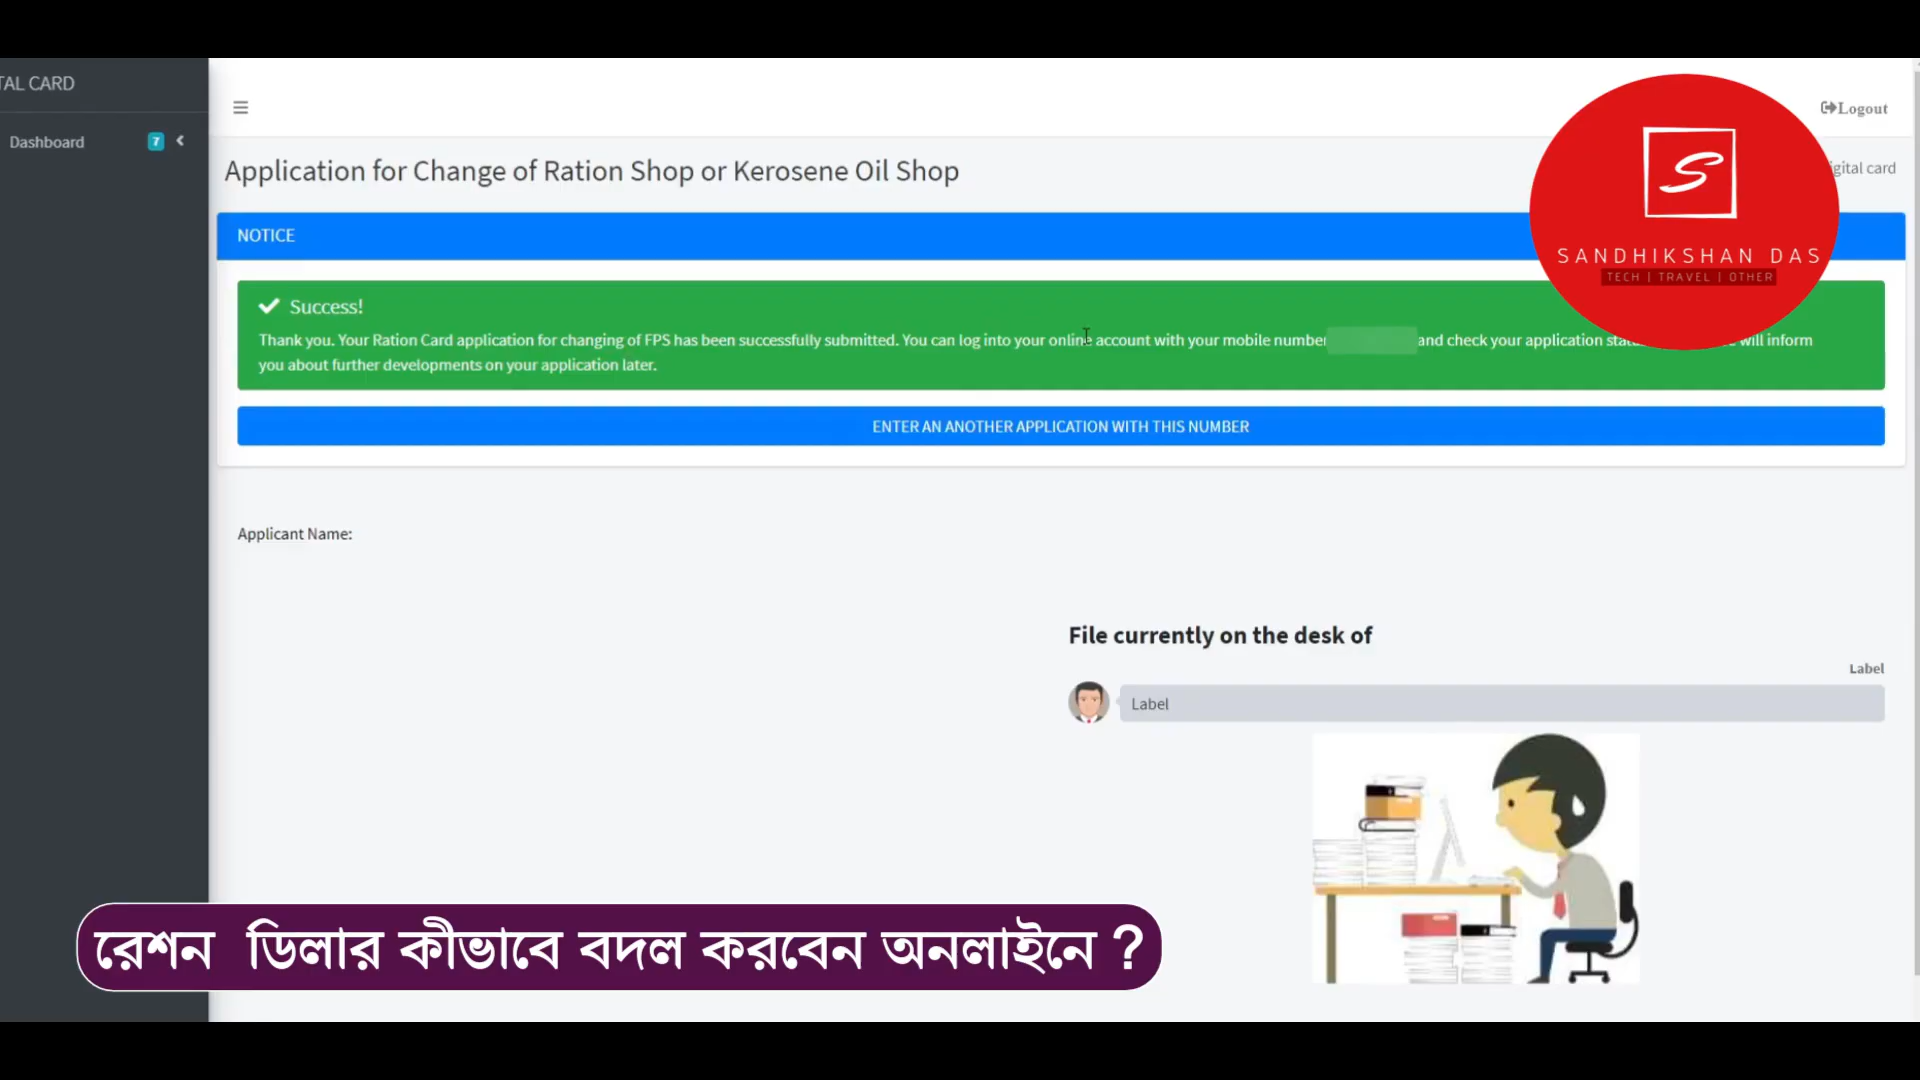 TAL CARD
Logout
Dashboard 7
Application for Change of Ration Shop or Kerosene Oil Shop
igital card
NOTICE
SANDHIKSHAN DAS
TECH | TRAVEL | OTHER
Success!
Thank you. Your Ration Card application for changing of FPS has been successfully submitted. You can log into your online account with your mobile number and check your application will inform
you about further developments on your application later.
ENTER AN ANOTHER APPLICATION WITH THIS NUMBER
Applicant Name:
File currently on the desk of
Label
Label
রেশন ডিলার কীভাবে বদল করবেন অনলাইনে ?